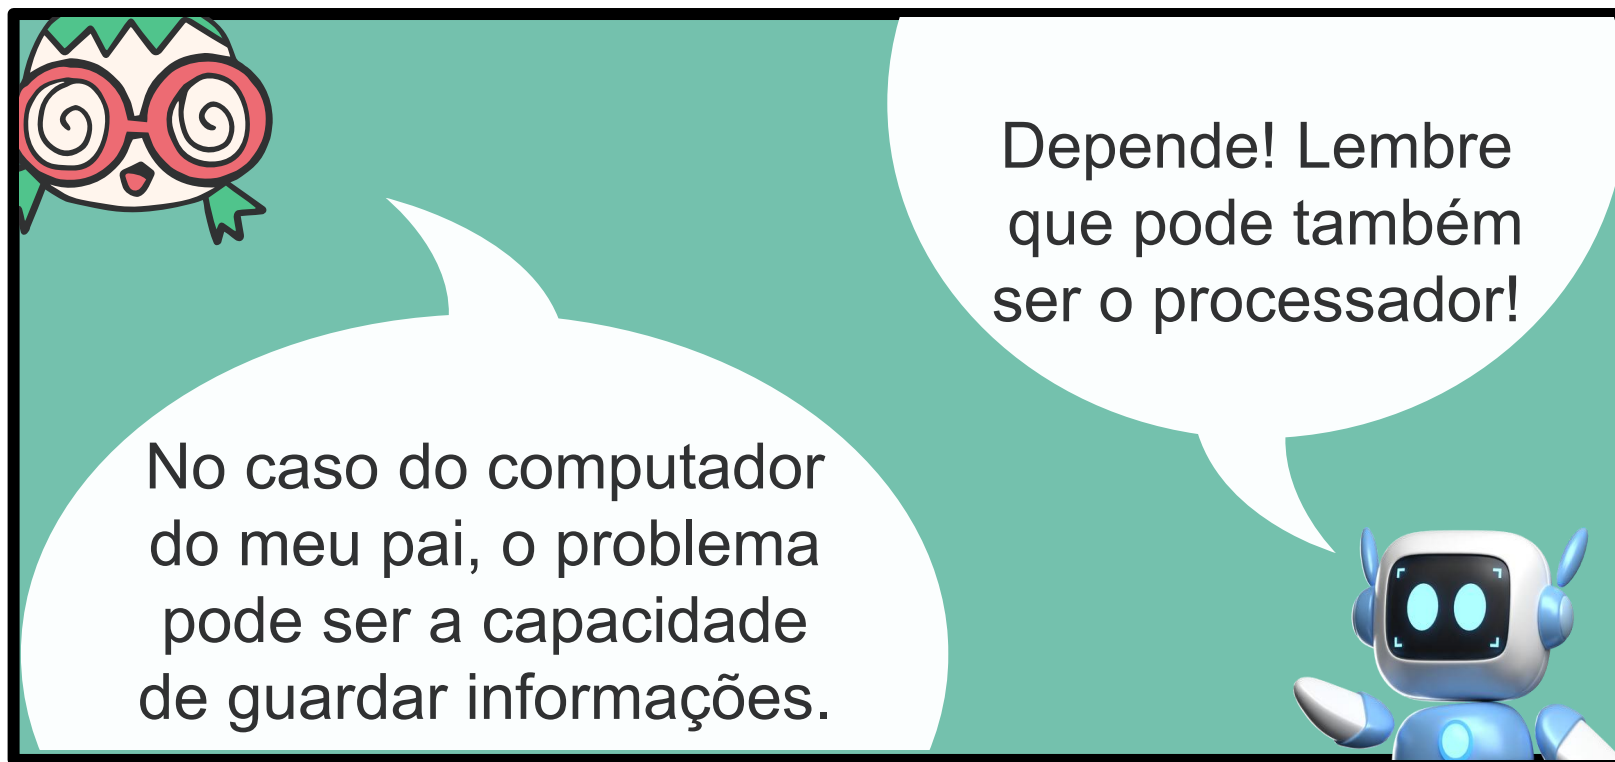 No caso do computador
do meu pai, o problema
pode ser a capacidade
de guardar informações.
Depende! Lembre
que pode também
ser o processador!